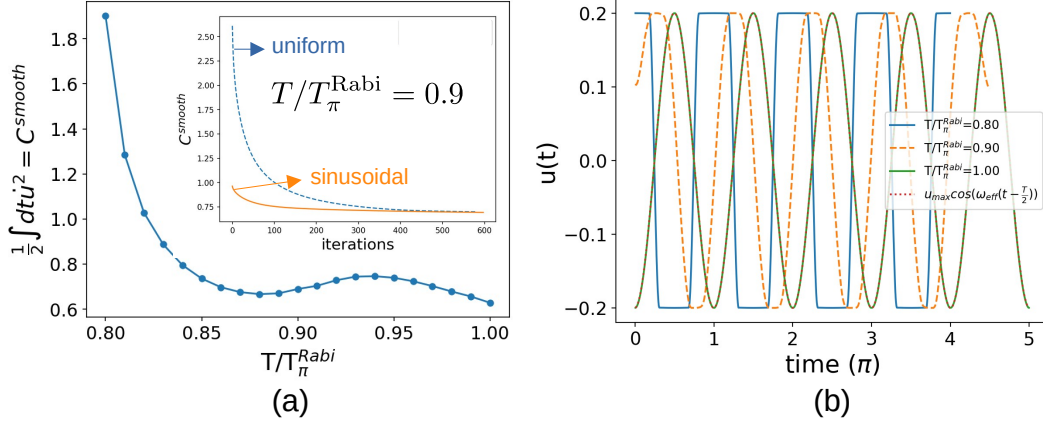 1.8
1.6
1.4
1.2
1.0
0.8
0.6
½∫dtu̇² = C^smooth
0.80 0.85 0.90 0.95 1.00
T/T_π^Rabi
(a)
2.50
2.25
2.00
1.75
1.50
1.25
1.00
0.75
C^smooth
0 100 200 300 400 500 600
iterations
uniform
T/T_π^Rabi = 0.9
sinusoidal
0.2
0.1
0.0
−0.1
−0.2
u(t)
0 1 2 3 4 5
time (π)
(b)
T/T_π^Rabi=0.80
T/T_π^Rabi=0.90
T/T_π^Rabi=1.00
u_max cos(ω_eff(t − T/2))